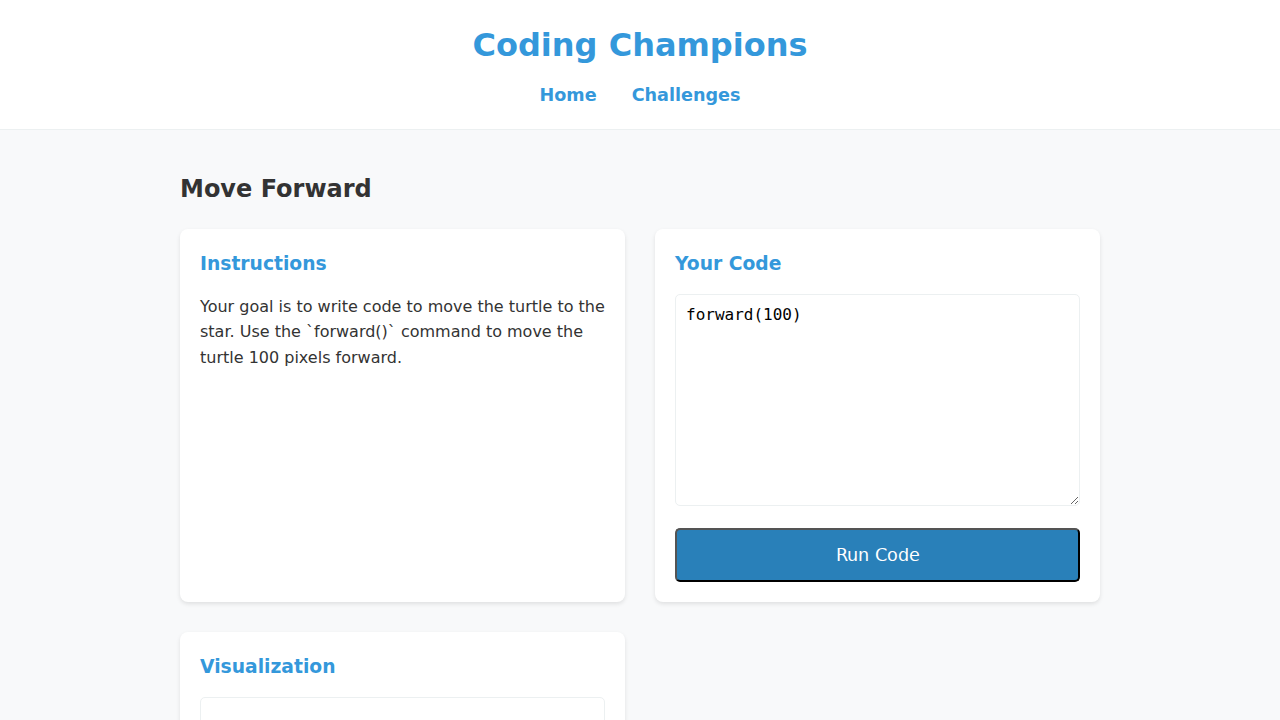 Coding Champions
Home Challenges
Move Forward
Instructions
Your goal is to write code to move the turtle to the
star. Use the `forward()` command to move the
turtle 100 pixels forward.
Your Code
forward(100)
Run Code
Visualization